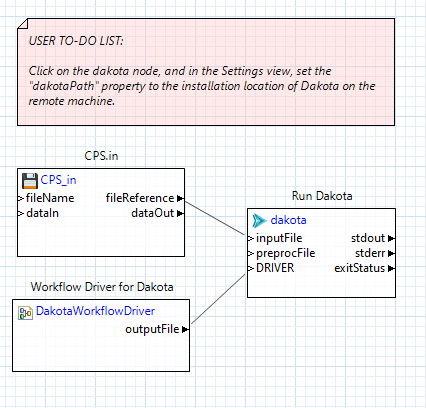 USER TO-DO LIST:
Click on the dakota node, and in the Settings view, set the
"dakotaPath" property to the installation location of Dakota on the
remote machine.
CPS.in
CPS_in
fileName fileReference
dataIn dataOut
Run Dakota
dakota
inputFile stdout
preprocFile stderr
DRIVER exitStatus
Workflow Driver for Dakota
DakotaWorkflowDriver
outputFile